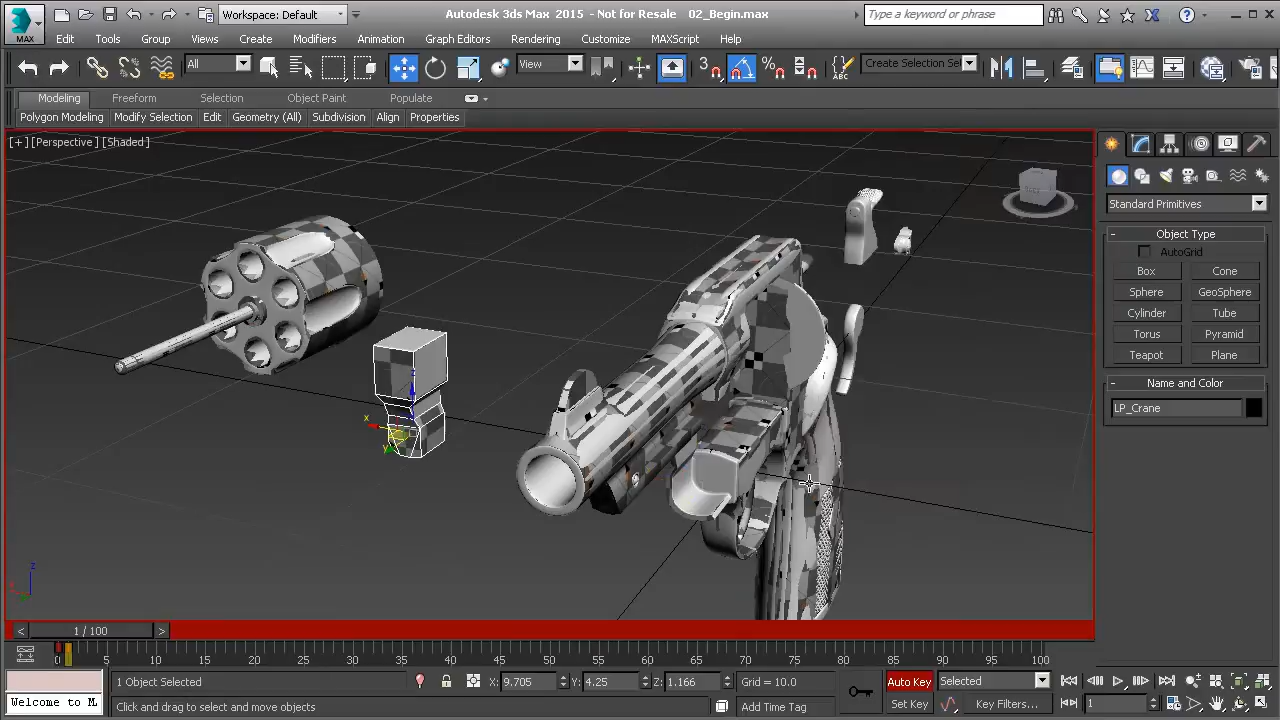 Workspace: Default
Autodesk 3ds Max 2015 - Not for Resale 02_Begin.max
Type a keyword or phrase
MAX
Edit Tools Group Views Create Modifiers Animation Graph Editors Rendering Customize MAXScript Help
All
View
Create Selection Se
Modeling Freeform Selection Object Paint Populate
Polygon Modeling Modify Selection Edit Geometry (All) Subdivision Align Properties
[+] [Perspective] [Shaded]
Standard Primitives
- Object Type
AutoGrid
Box Cone
Sphere GeoSphere
Cylinder Tube
Torus Pyramid
Teapot Plane
- Name and Color
LP_Crane
z
x
y
z
x
< 1 / 100 >
0 5 10 15 20 25 30 35 40 45 50 55 60 65 70 75 80 85 90 95 100
1 Object Selected
X: 9.705 Y: 4.25 Z: 1.166
Grid = 10.0
Auto Key
Selected
Welcome to M
Click and drag to select and move objects
Add Time Tag
Set Key
Key Filters...
1